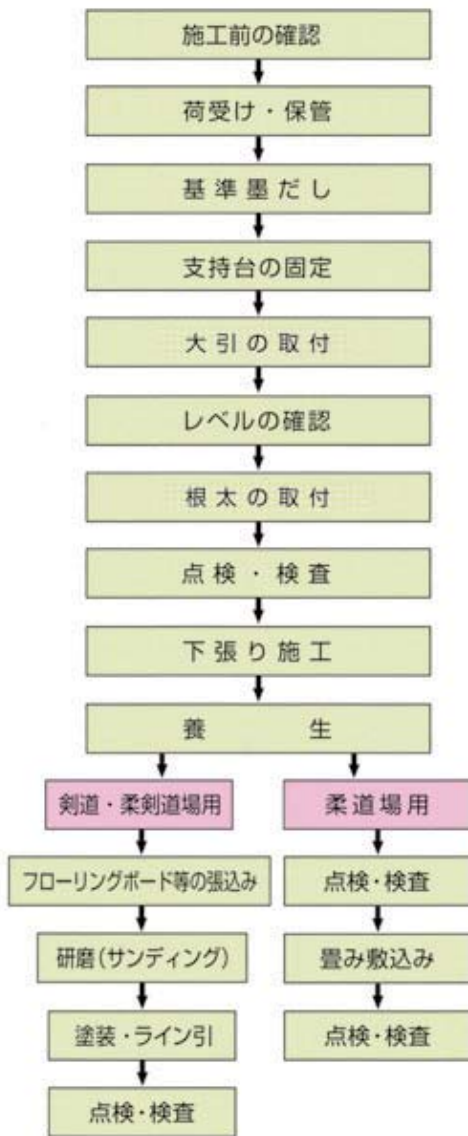 施工前の確認
荷受け・保管
基準墨だし
支持台の固定
大引の取付
レベルの確認
根太の取付
点検・検査
下張り施工
養生
剣道・柔剣道場用
フローリングボード等の張込み
研磨(サンディング)
塗装・ライン引
点検・検査
柔道場用
点検・検査
畳み敷込み
点検・検査